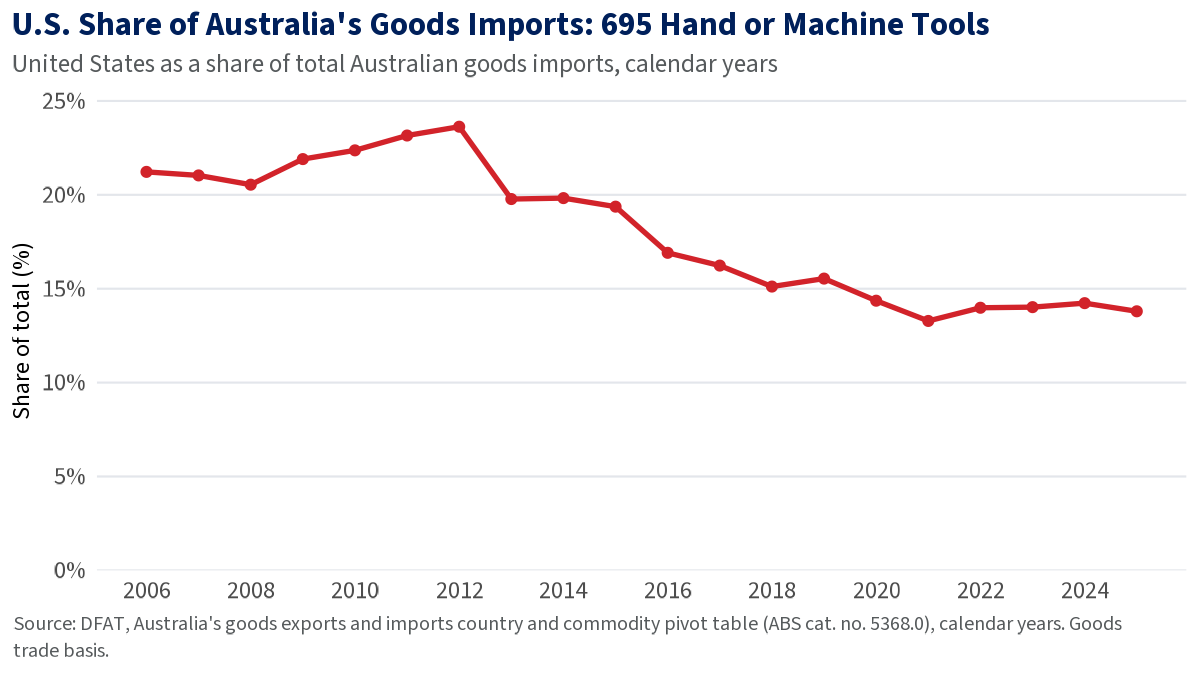 U.S. Share of Australia's Goods Imports: 695 Hand or Machine Tools
United States as a share of total Australian goods imports, calendar years
Share of total (%)
25%
20%
15%
10%
5%
0%
2006 2008 2010 2012 2014 2016 2018 2020 2022 2024
Source: DFAT, Australia's goods exports and imports country and commodity pivot table (ABS cat. no. 5368.0), calendar years. Goods
trade basis.